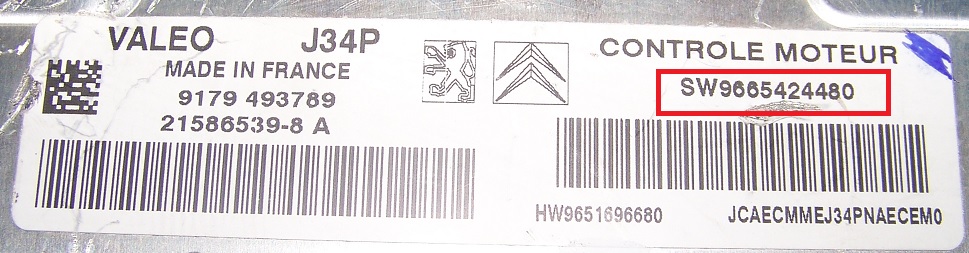 VALEO J34P
MADE IN FRANCE
9179 493789
21586539-8 A
CONTROLE MOTEUR
SW9665424480
HW9651696680 JCAECMMEJ34PNAECEM0